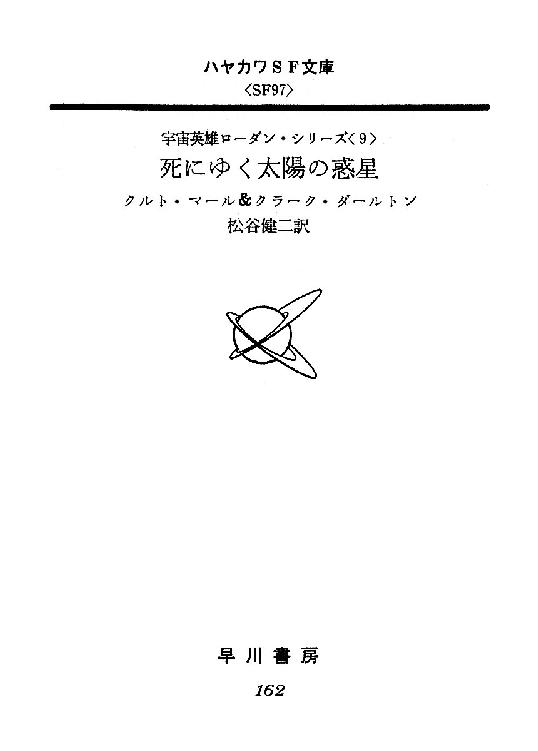 ハヤカワSF文庫
〈SF97〉
宇宙英雄ローダン・シリーズ〈9〉
死にゆく太陽の惑星
クルト・マール&クラーク・ダールトン
松谷健二訳
早川書房
162